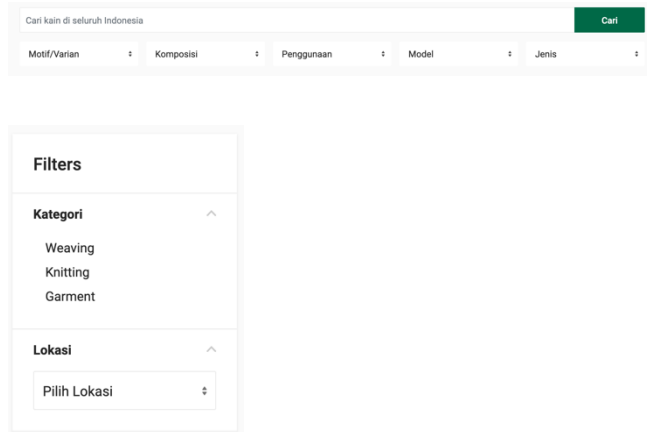 Cari kain di seluruh Indonesia Cari
Motif/Varian Komposisi Penggunaan Model Jenis
Filters
Kategori
Weaving
Knitting
Garment
Lokasi
Pilih Lokasi